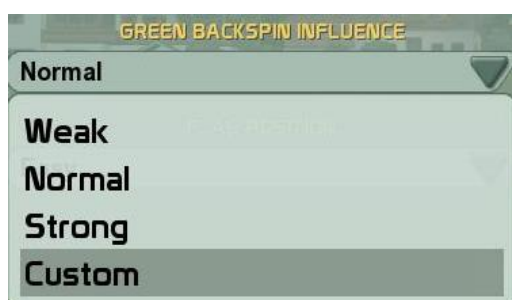 GREEN BACKSPIN INFLUENCE
Normal
Weak
Normal
Strong
Custom